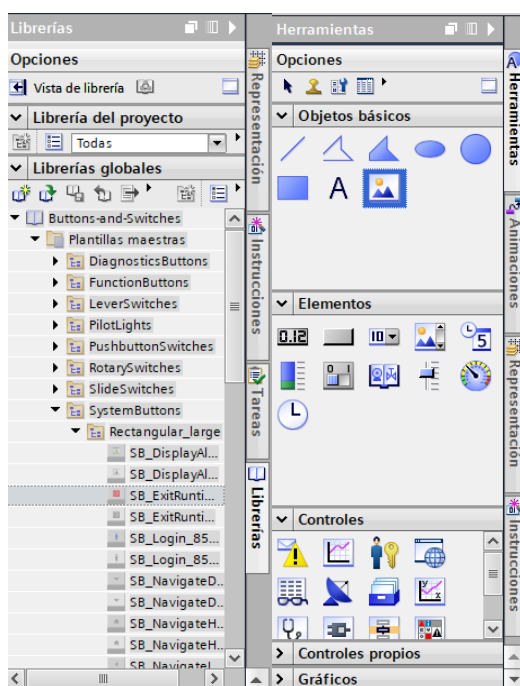 Librerías
Opciones
Vista de librería
Librería del proyecto
Todas
Librerías globales
Buttons-and-Switches
Plantillas maestras
DiagnosticsButtons
FunctionButtons
LeverSwitches
PilotLights
PushbuttonSwitches
RotarySwitches
SlideSwitches
SystemButtons
Rectangular_large
SB_DisplayAl...
SB_DisplayAl...
SB_ExitRunti...
SB_ExitRunti...
SB_Login_85...
SB_Login_85...
SB_NavigateD...
SB_NavigateD...
SB_NavigateH...
SB_NavigateH...
SB_NavigateL
Representación
Instrucciones
Tareas
Librerías
Herramientas
Opciones
Objetos básicos
A
Elementos
0.12
10
5
Controles
Controles propios
Gráficos
Herramientas
Animaciones
Representación
Instrucciones